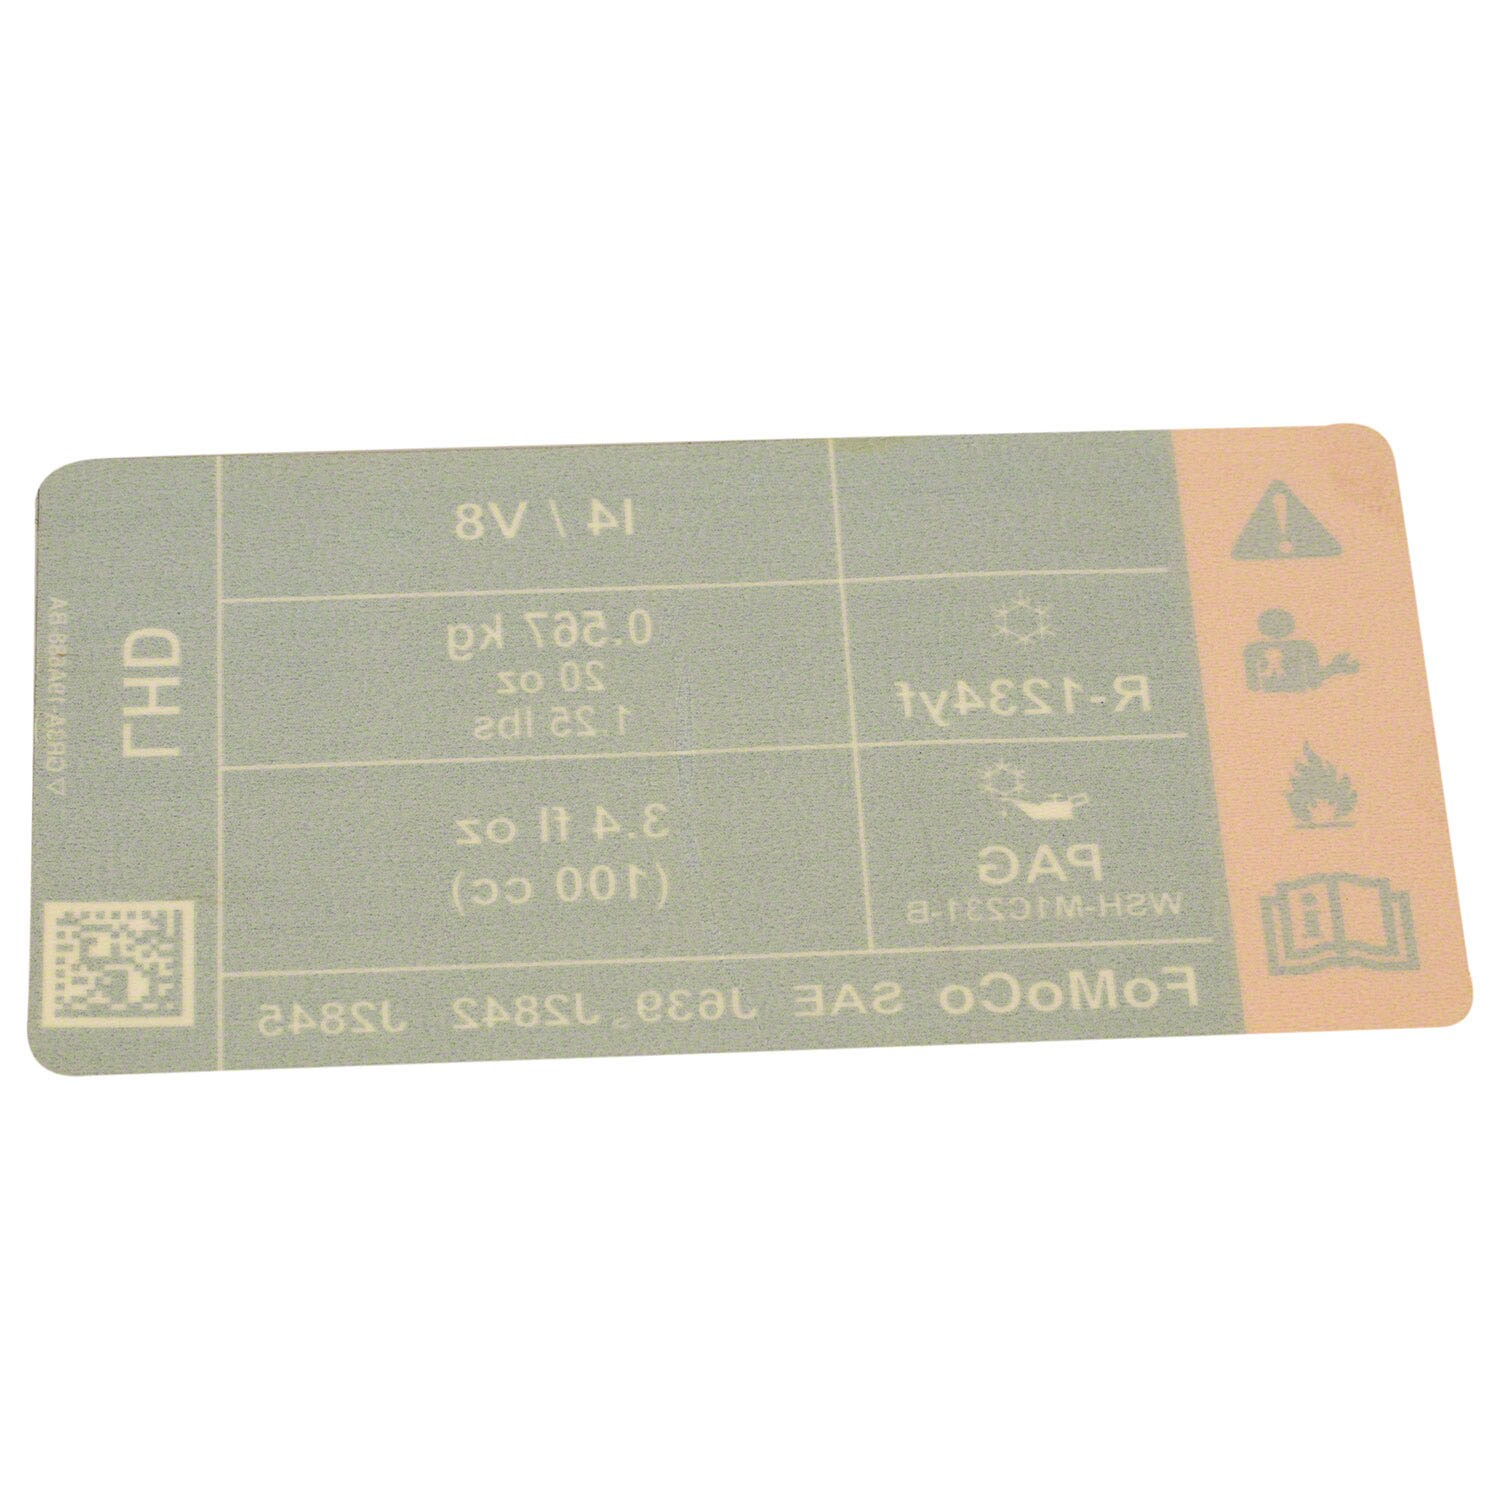 I4 / V8
R-1234yf
0.567 kg
20 oz
1.25 lbs
PAG
WSH-M1C231-B
3.4 fl oz
(100 cc)
FoMoCo SAE J639, J2842 J2845
LHD